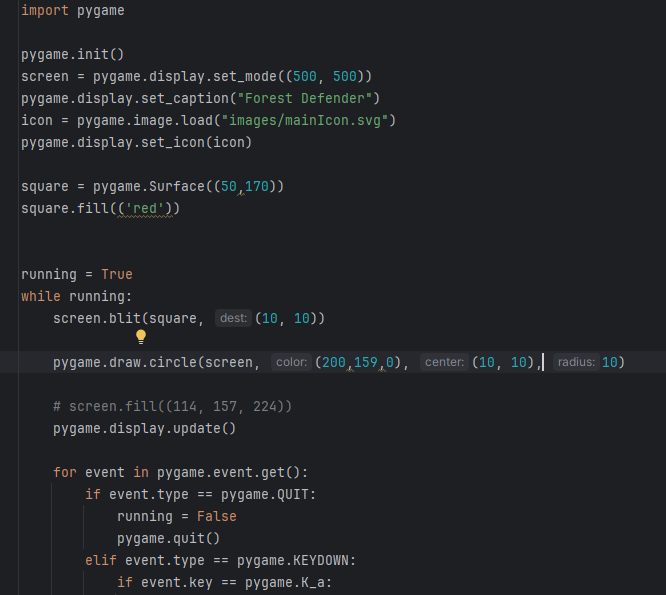 import pygame
pygame.init()
screen = pygame.display.set_mode((500, 500))
pygame.display.set_caption("Forest Defender")
icon = pygame.image.load("images/mainIcon.svg")
pygame.display.set_icon(icon)
square = pygame.Surface((50,170))
square.fill(('red'))
running = True
while running:
screen.blit(square, dest: (10, 10))
pygame.draw.circle(screen, color: (200,159,0), center: (10, 10), radius: 10)
# screen.fill((114, 157, 224))
pygame.display.update()
for event in pygame.event.get():
if event.type == pygame.QUIT:
running = False
pygame.quit()
elif event.type == pygame.KEYDOWN:
if event.key == pygame.K_a: